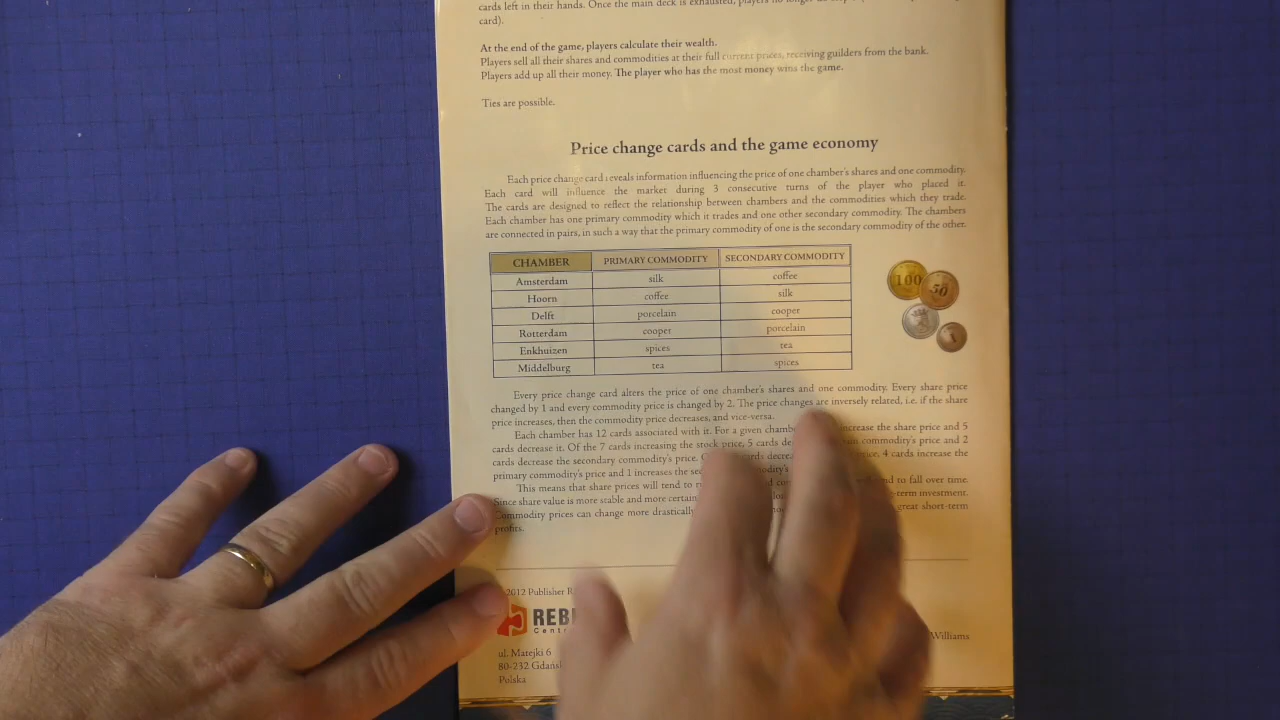 cards left in their hands. Once the main deck is exhausted, players no longer
card).
At the end of the game, players calculate their wealth.
Players sell all their shares and commodities at their full current prices, receiving guilders from the bank.
Players add up all their money. The player who has the most money wins the game.
Ties are possible.
Price change cards and the game economy
Each price change card reveals information influencing the price of one chamber's shares and one commodity.
Each card will influence the market during 3 consecutive turns of the player who placed it.
The cards are designed to reflect the relationship between chambers and the commodities which they trade.
Each chamber has one primary commodity which it trades and one other secondary commodity. The chambers
are connected in pairs, in such a way that the primary commodity of one is the secondary commodity of the other.
CHAMBER PRIMARY COMMODITY SECONDARY COMMODITY
Amsterdam silk coffee
Hoorn coffee silk
Delft porcelain cooper
Rotterdam cooper porcelain
Enkhuizen spices tea
Middelburg tea spices
100 50
1
Every price change card alters the price of one chamber's shares and one commodity. Every share price
changed by 1 and every commodity price is changed by 2. The price changes are inversely related, i.e. if the share
price increases, then the commodity price decreases, and vice-versa.
Each chamber has 12 cards associated with it. For a given increase the share price and 5
cards decrease it. Of the 7 cards increasing the stock price, 5 cards commodity's price and 2
cards decrease the secondary commodity's price. 4 cards increase the
primary commodity's price and 1 increases the
This means that share prices will tend to to fall over time.
Since share value is more stable and more certain investment.
Commodity prices can change more drastically great short-term
profits.
2012 Publisher
REB
ul. Matejki 6
80-232 Gdańs
Polska
Williams